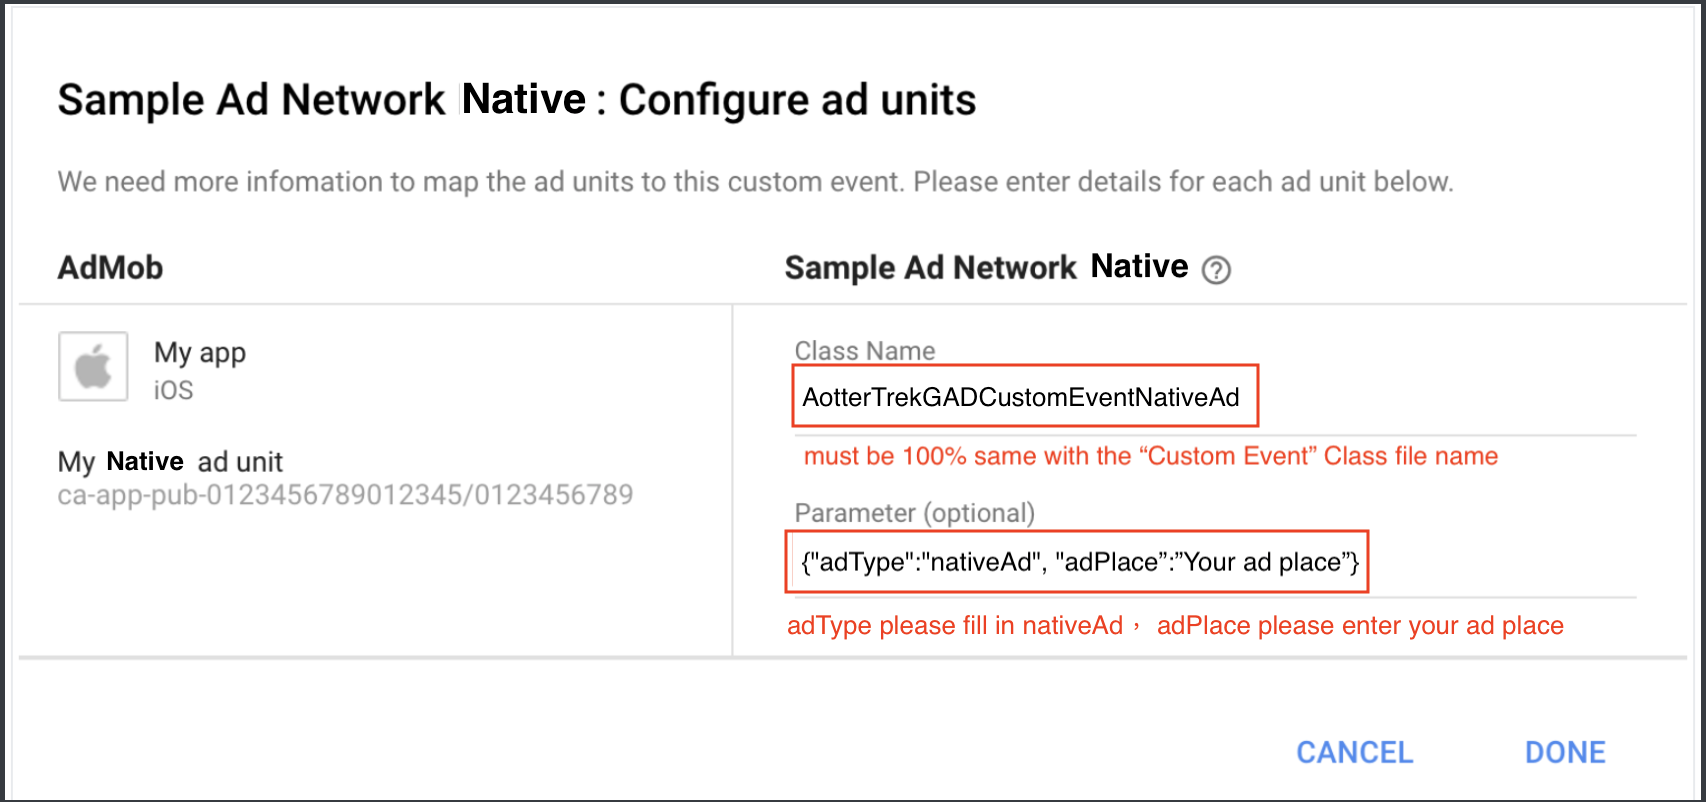 Sample Ad Network Native : Configure ad units
We need more infomation to map the ad units to this custom event. Please enter details for each ad unit below.
AdMob
Sample Ad Network Native ?
My app
iOS
My Native ad unit
ca-app-pub-0123456789012345/0123456789
Class Name
AotterTrekGADCustomEventNativeAd
must be 100% same with the “Custom Event” Class file name
Parameter (optional)
{"adType":"nativeAd", "adPlace”:”Your ad place”}
adType please fill in nativeAd， adPlace please enter your ad place
CANCEL
DONE